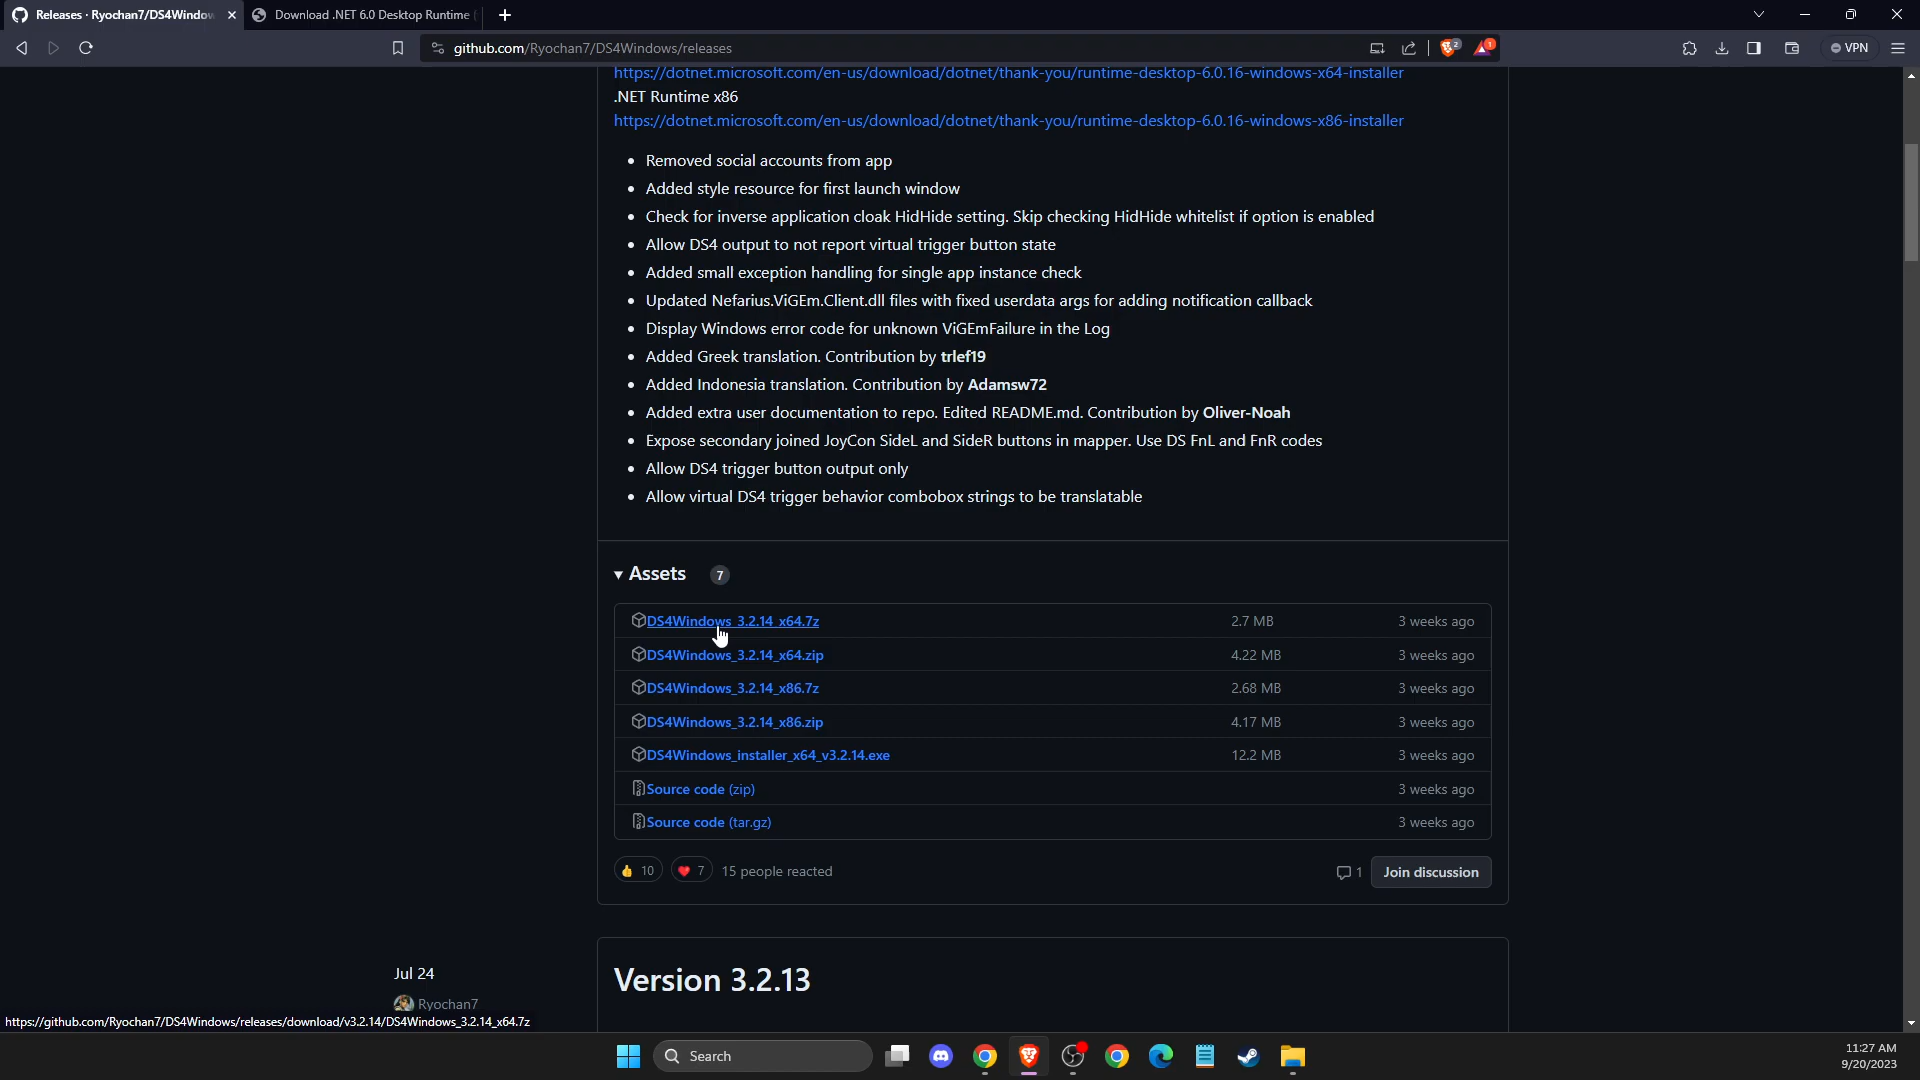 Releases · Ryochan7/DS4Windov
Download .NET 6.0 Desktop Runtime
github.com/Ryochan7/DS4Windows/releases
2
1
VPN
https://dotnet.microsoft.com/en-us/download/dotnet/thank-you/runtime-desktop-6.0.16-windows-x64-installer
.NET Runtime x86
https://dotnet.microsoft.com/en-us/download/dotnet/thank-you/runtime-desktop-6.0.16-windows-x86-installer
Removed social accounts from app
Added style resource for first launch window
Check for inverse application cloak HidHide setting. Skip checking HidHide whitelist if option is enabled
Allow DS4 output to not report virtual trigger button state
Added small exception handling for single app instance check
Updated Nefarius.ViGEm.Client.dll files with fixed userdata args for adding notification callback
Display Windows error code for unknown ViGEmFailure in the Log
Added Greek translation. Contribution by trlef19
Added Indonesia translation. Contribution by Adamsw72
Added extra user documentation to repo. Edited README.md. Contribution by Oliver-Noah
Expose secondary joined JoyCon SideL and SideR buttons in mapper. Use DS FnL and FnR codes
Allow DS4 trigger button output only
Allow virtual DS4 trigger behavior combobox strings to be translatable
Assets 7
DS4Windows_3.2.14_x64.7z 2.7 MB 3 weeks ago
DS4Windows_3.2.14_x64.zip 4.22 MB 3 weeks ago
DS4Windows_3.2.14_x86.7z 2.68 MB 3 weeks ago
DS4Windows_3.2.14_x86.zip 4.17 MB 3 weeks ago
DS4Windows_installer_x64_v3.2.14.exe 12.2 MB 3 weeks ago
Source code (zip) 3 weeks ago
Source code (tar.gz) 3 weeks ago
10 7 15 people reacted 1 Join discussion
Jul 24
Ryochan7
Version 3.2.13
https://github.com/Ryochan7/DS4Windows/releases/download/v3.2.14/DS4Windows_3.2.14_x64.7z
Search
11:27 AM
9/20/2023